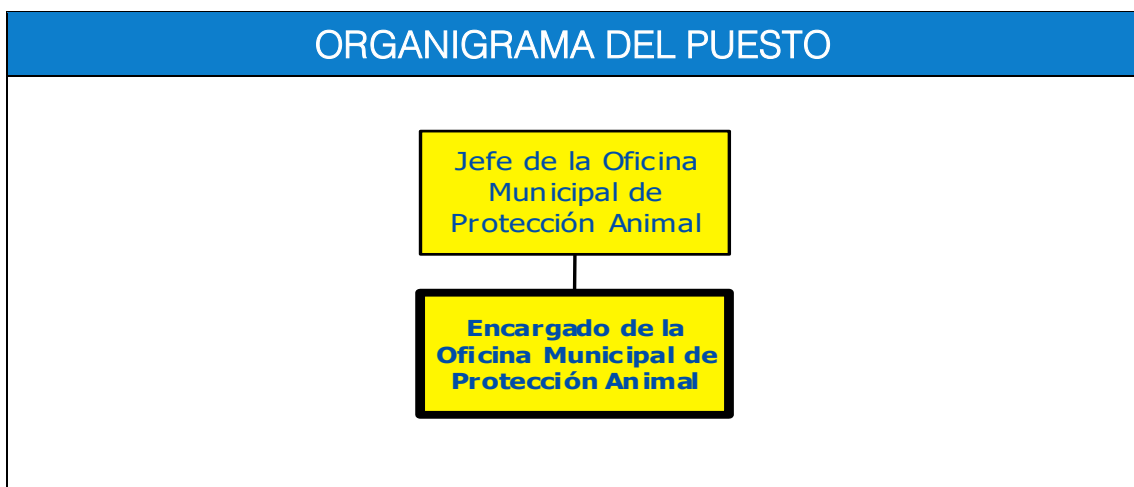 ORGANIGRAMA DEL PUESTO
Jefe de la Oficina
Municipal de
Protección Animal
Encargado de la
Oficina Municipal de
Protección Animal